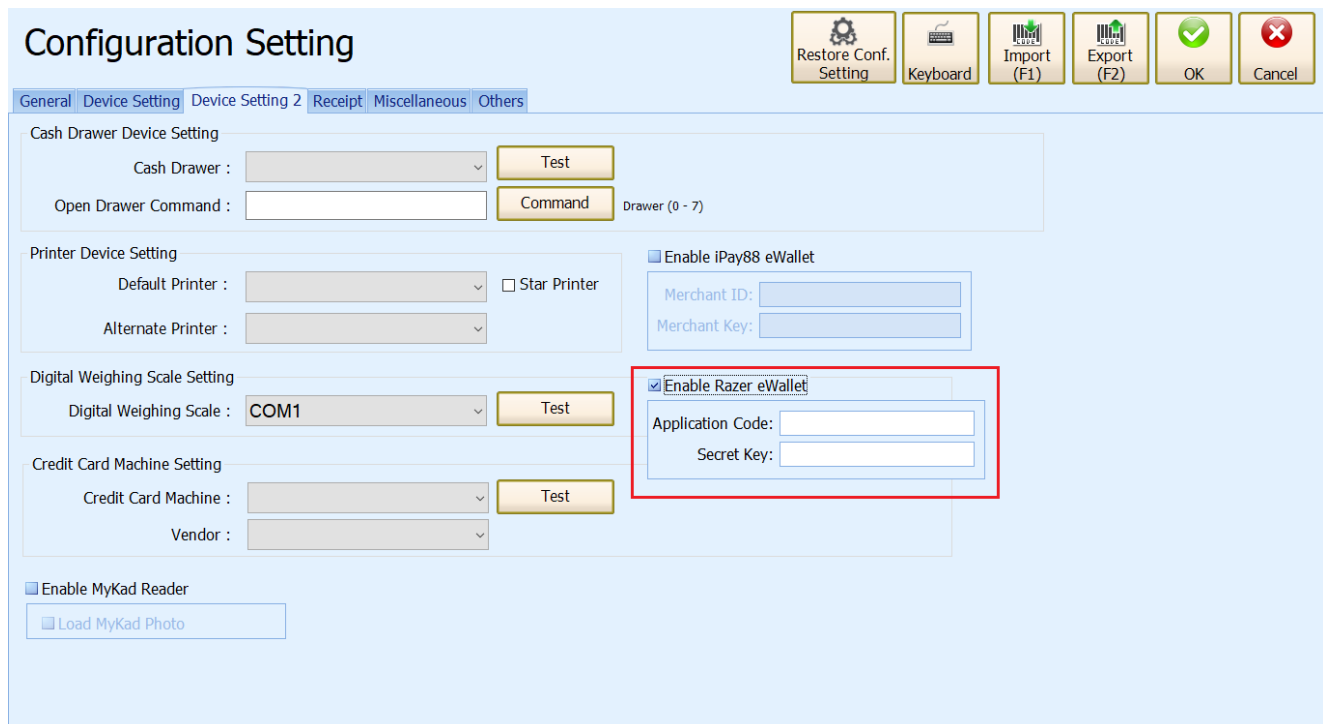 Configuration Setting
Restore Conf. Setting
Keyboard
Import (F1)
Export (F2)
OK
Cancel
General Device Setting Device Setting 2 Receipt Miscellaneous Others
Cash Drawer Device Setting
Cash Drawer :
Test
Open Drawer Command :
Command
Drawer (0 - 7)
Printer Device Setting
Default Printer :
Star Printer
Alternate Printer :
Enable iPay88 eWallet
Merchant ID:
Merchant Key:
Digital Weighing Scale Setting
Digital Weighing Scale : COM1
Test
Enable Razer eWallet
Application Code:
Secret Key:
Credit Card Machine Setting
Credit Card Machine :
Test
Vendor :
Enable MyKad Reader
Load MyKad Photo